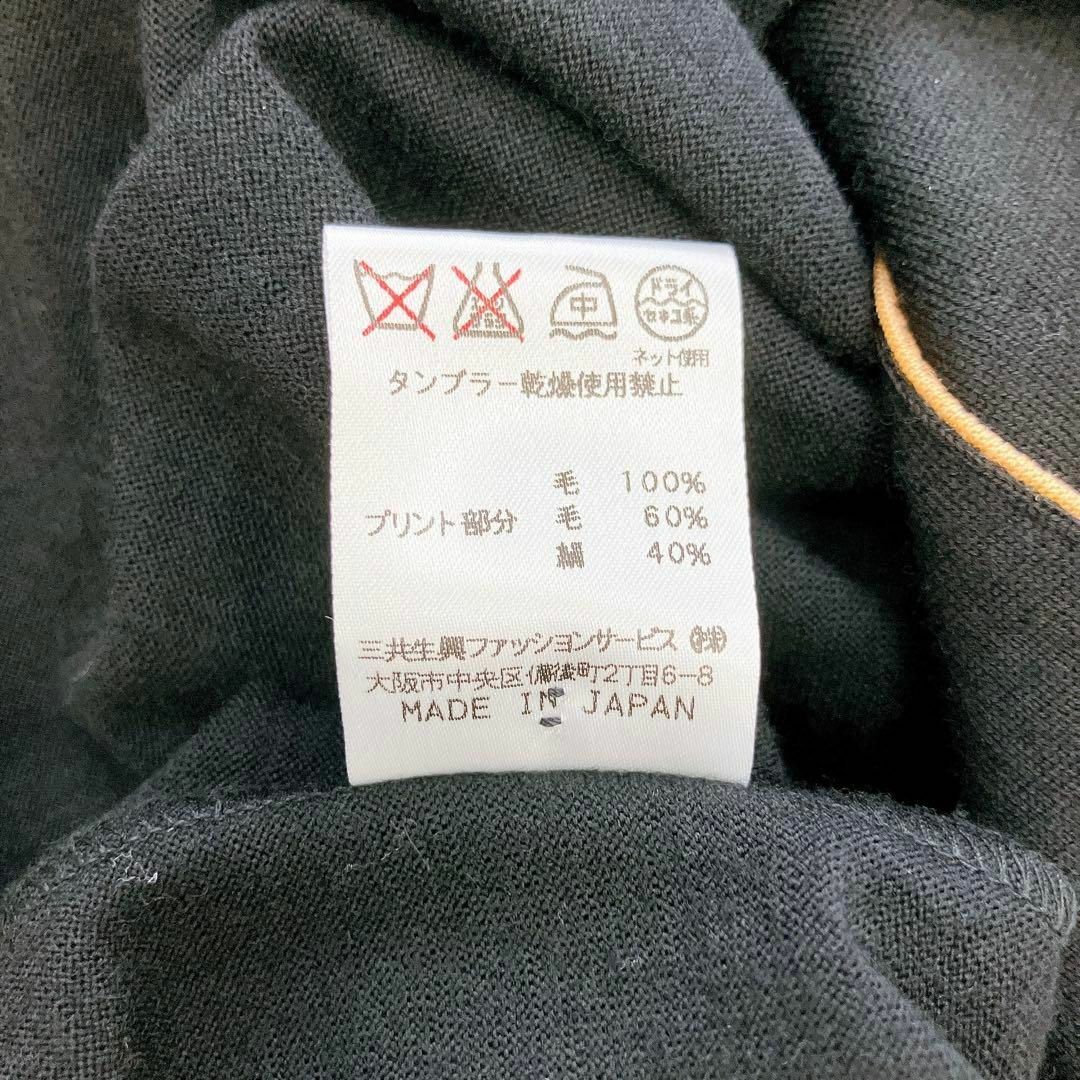 中 ドライ
セキユ系
ネット使用
タンブラー乾燥使用禁止
毛 100%
プリント部分 毛 60%
絹 40%
三共生興ファッションサービス㈱
大阪市中央区備後町2丁目6-8
MADE IN JAPAN